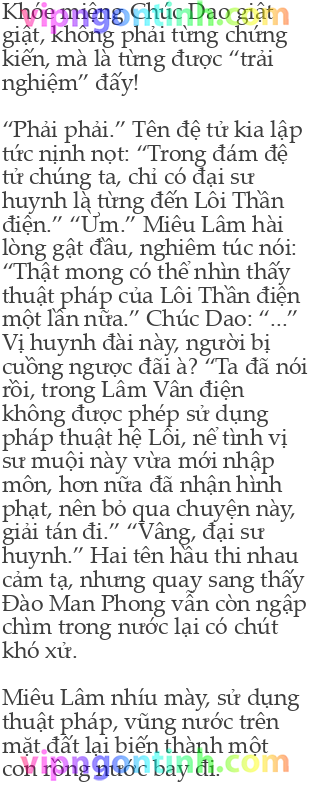 Khóe miệng Chúc Dao giật
giật, không phải từng chứng
kiến, mà là từng được “trải
nghiệm” đấy!

“Phải phải.” Tên đệ tử kia lập
tức nịnh nọt: “Trong đám đệ
tử chúng ta, chỉ có đại sư
huynh là từng đến Lôi Thần
điện.” “Ừm.” Miêu Lâm hài
lòng gật đầu, nghiêm túc nói:
“Thật mong có thể nhìn thấy
thuật pháp của Lôi Thần điện
một lần nữa.” Chúc Dao: “...”
Vị huynh đài này, người bị
cuồng ngược đãi à? “Ta đã nói
rồi, trong Lâm Vân điện
không được phép sử dụng
pháp thuật hệ Lôi, nể tình vị
sư muội này vừa mới nhập
môn, hơn nữa đã nhận hình
phạt, nên bỏ qua chuyện này,
giải tán đi.” “Vâng, đại sư
huynh.” Hai tên hầu thi nhau
cảm tạ, nhưng quay sang thấy
Đào Man Phong vẫn còn ngập
chìm trong nước lại có chút
khó xử.

Miêu Lâm nhíu mày, sử dụng
thuật pháp, vũng nước trên
mặt đất lại biến thành một
con rồng nước bay đi.
vipngontinh.com
vipngontinh.com